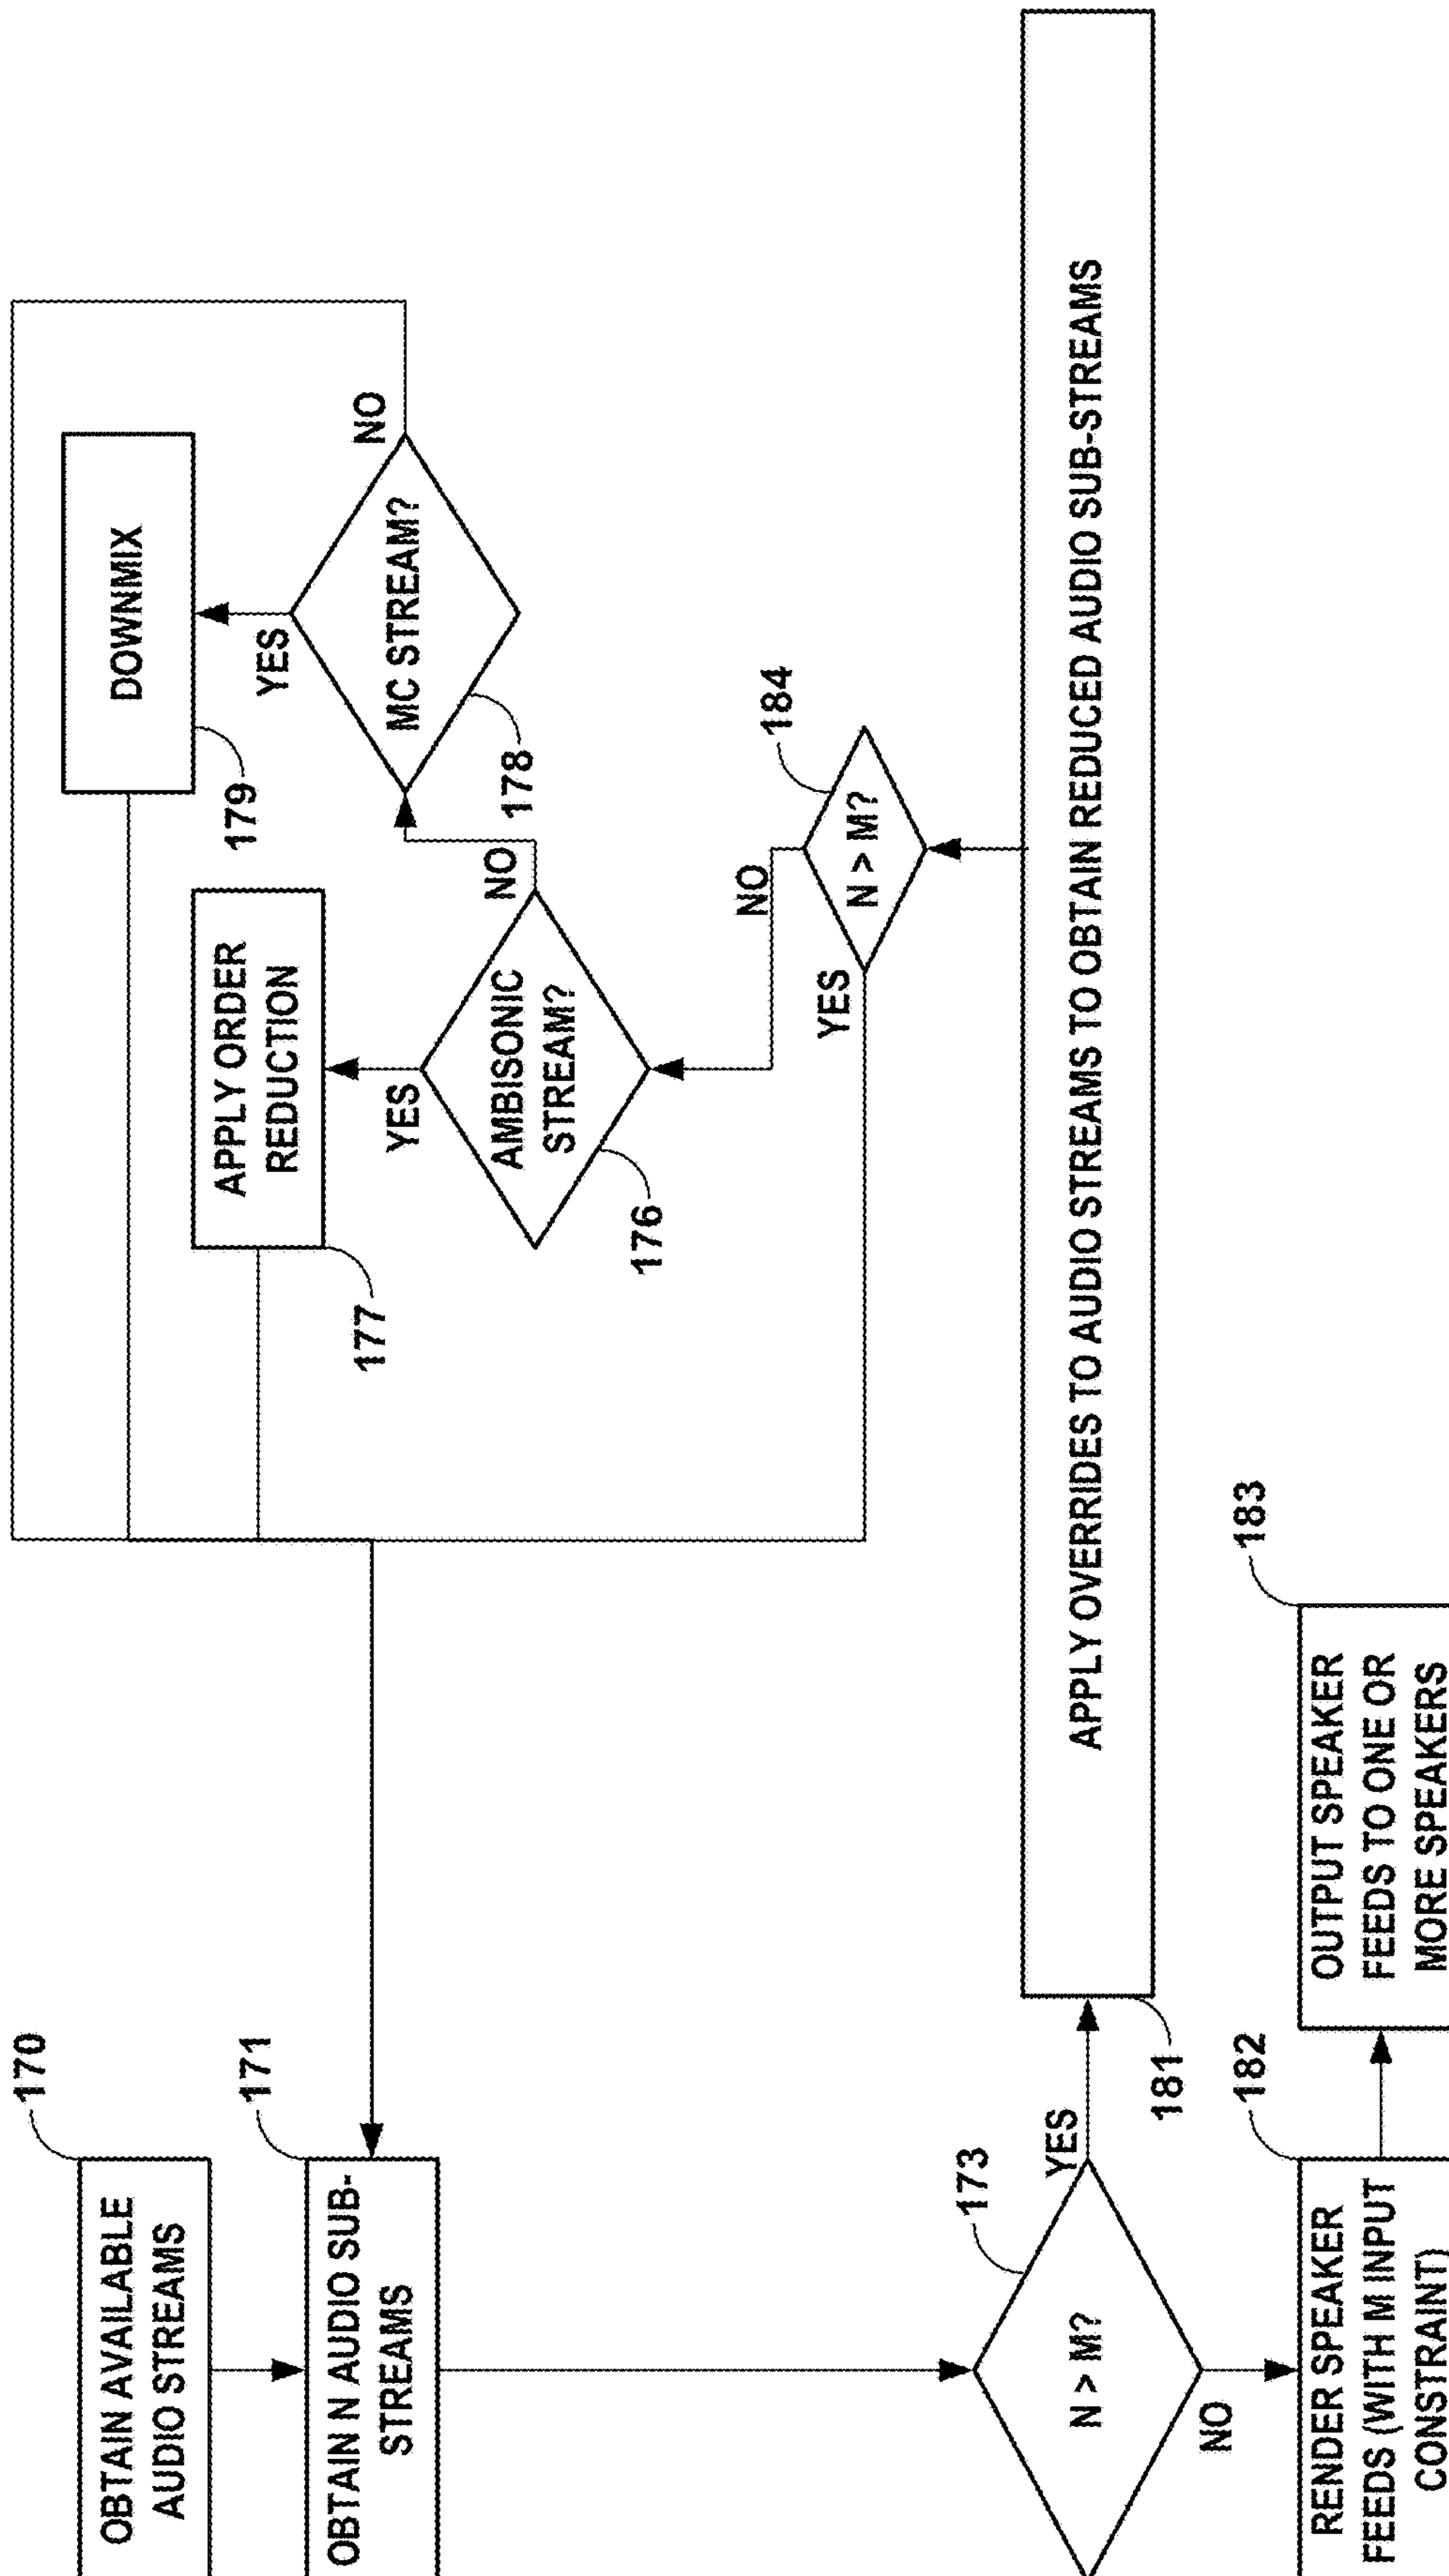 170
OBTAIN AVAILABLE
AUDIO STREAMS
171
OBTAIN N AUDIO SUB-
STREAMS
173
N > M?
YES
NO
181
APPLY OVERRIDES TO AUDIO STREAMS TO OBTAIN REDUCED AUDIO SUB-STREAMS
184
N > M?
YES
NO
176
AMBISONIC
STREAM?
YES
NO
177
APPLY ORDER
REDUCTION
178
MC STREAM?
YES
NO
179
DOWNMIX
182
RENDER SPEAKER
FEEDS (WITH M INPUT
CONSTRAINT)
183
OUTPUT SPEAKER
FEEDS TO ONE OR
MORE SPEAKERS